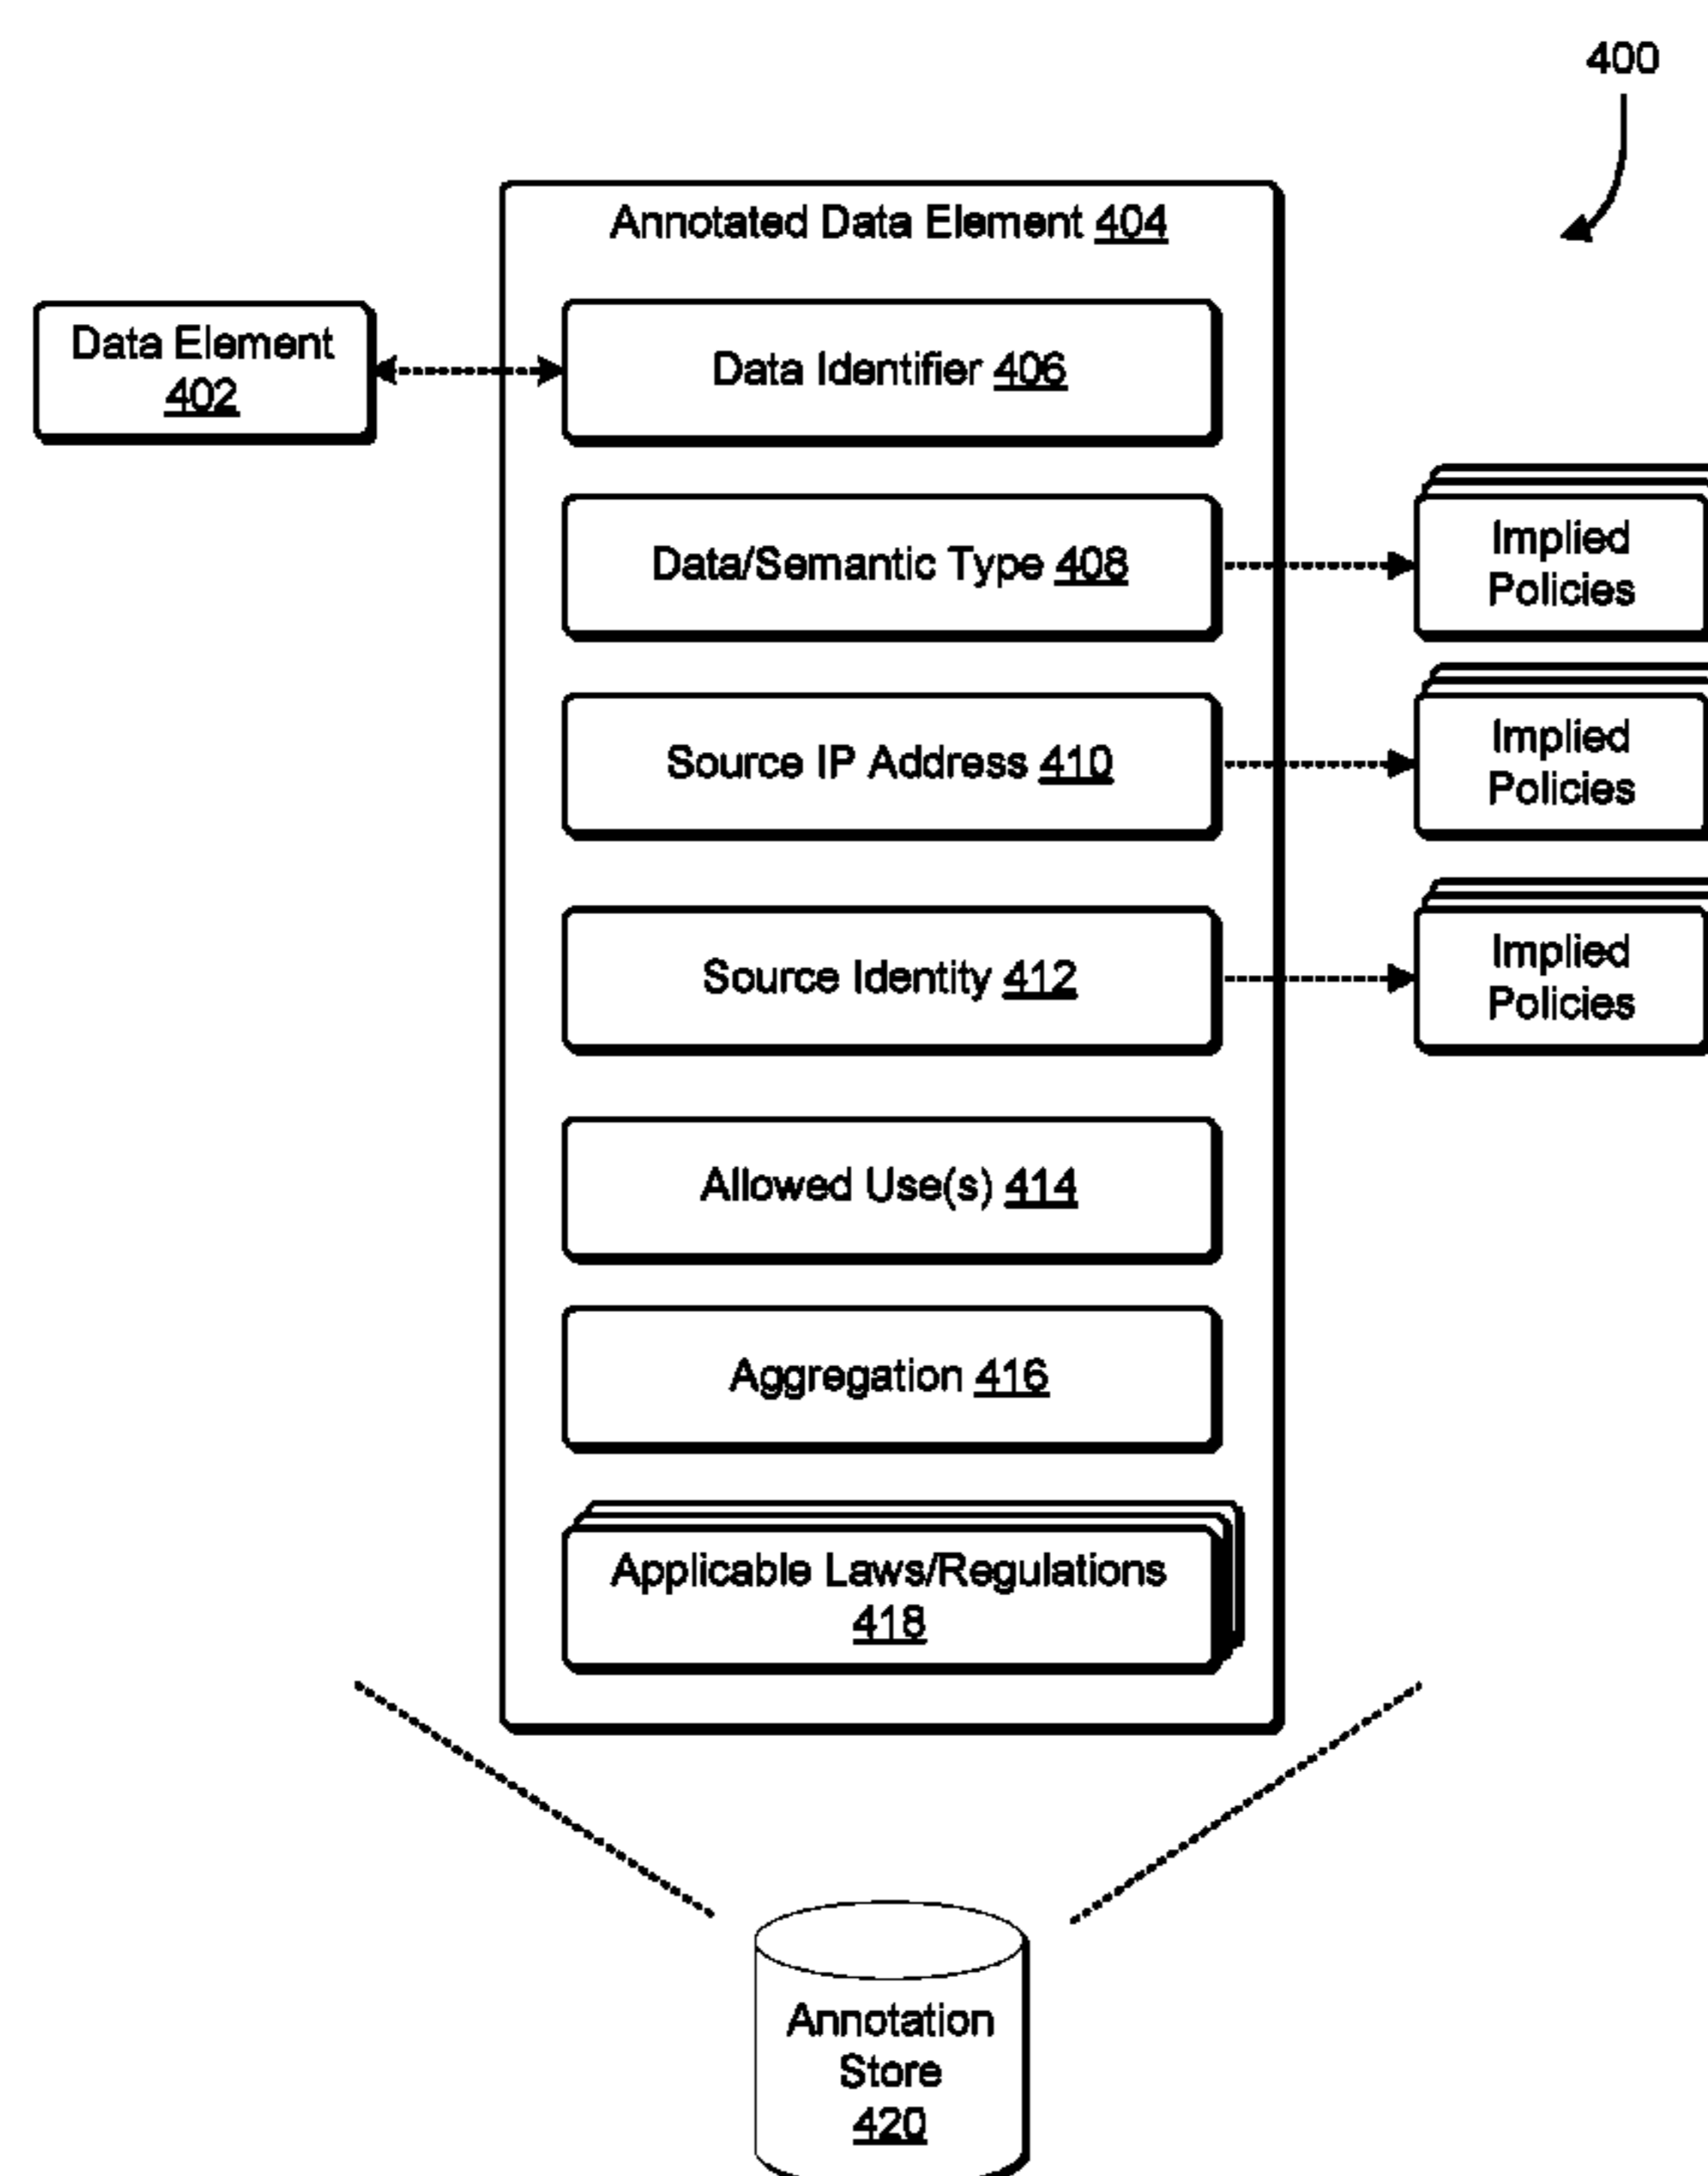 400
Annotated Data Element 404
Data Element
402
Data Identifier 406
Data/Semantic Type 408
Implied
Policies
Source IP Address 410
Implied
Policies
Source Identity 412
Implied
Policies
Allowed Use(s) 414
Aggregation 416
Applicable Laws/Regulations
418
Annotation
Store
420